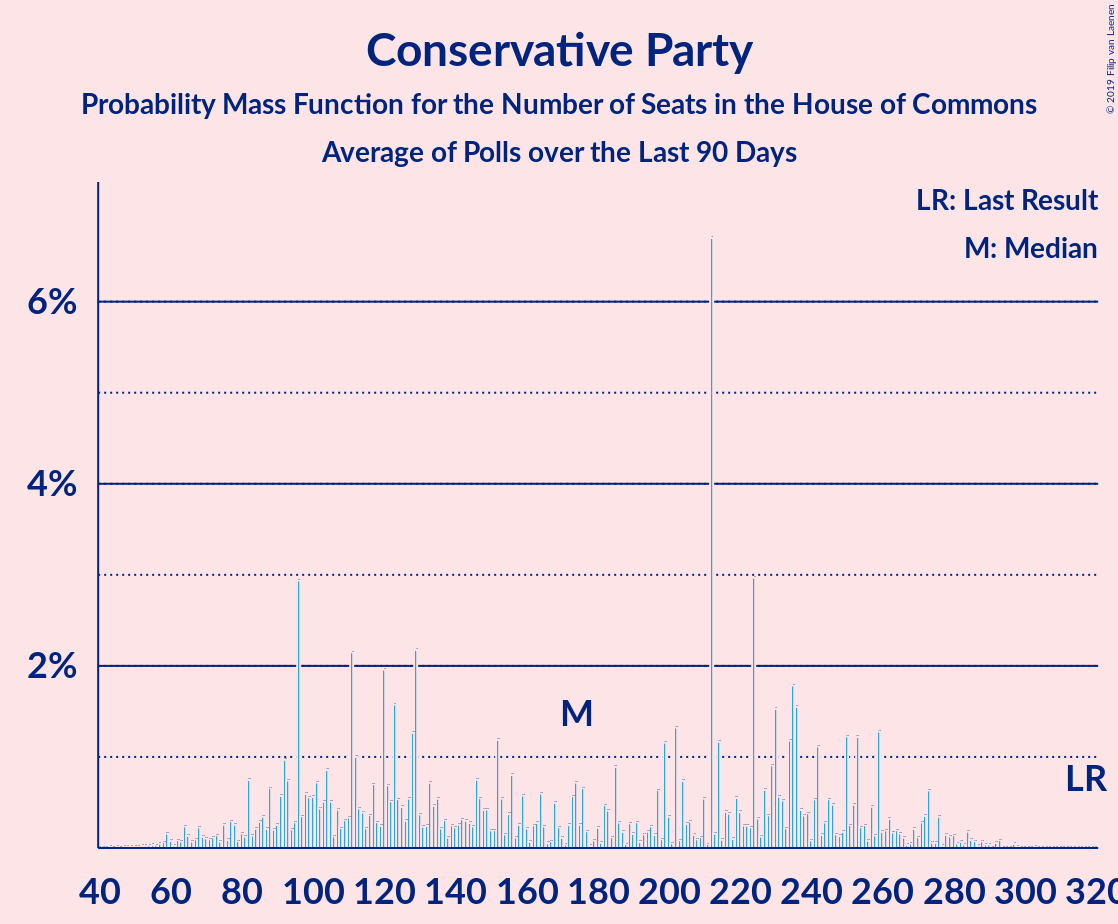 Conservative Party
Probability Mass Function for the Number of Seats in the House of Commons
Average of Polls over the Last 90 Days
© 2019 Filip van Laenen
LR: Last Result
M: Median
6%
4%
2%
M
LR
40 60 80 100 120 140 160 180 200 220 240 260 280 300 320